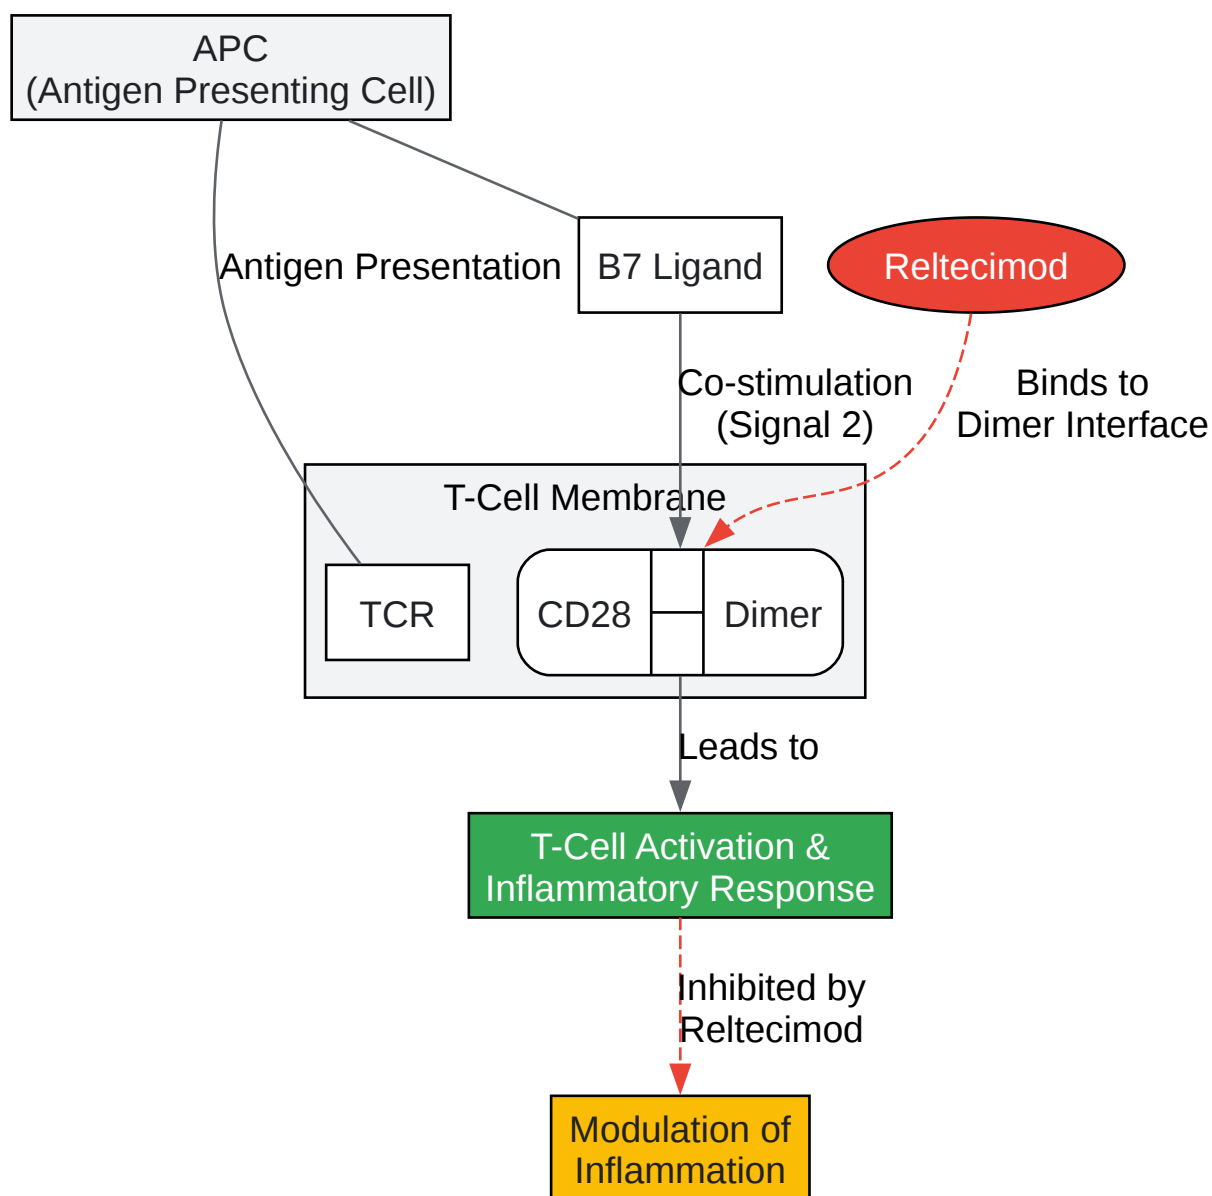 APC
(Antigen Presenting Cell)
Antigen Presentation
B7 Ligand
Reltecimod
Co-stimulation
(Signal 2)
Binds to
Dimer Interface
T-Cell Membrane
TCR
CD28
Dimer
Leads to
T-Cell Activation &
Inflammatory Response
Inhibited by
Reltecimod
Modulation of
Inflammation